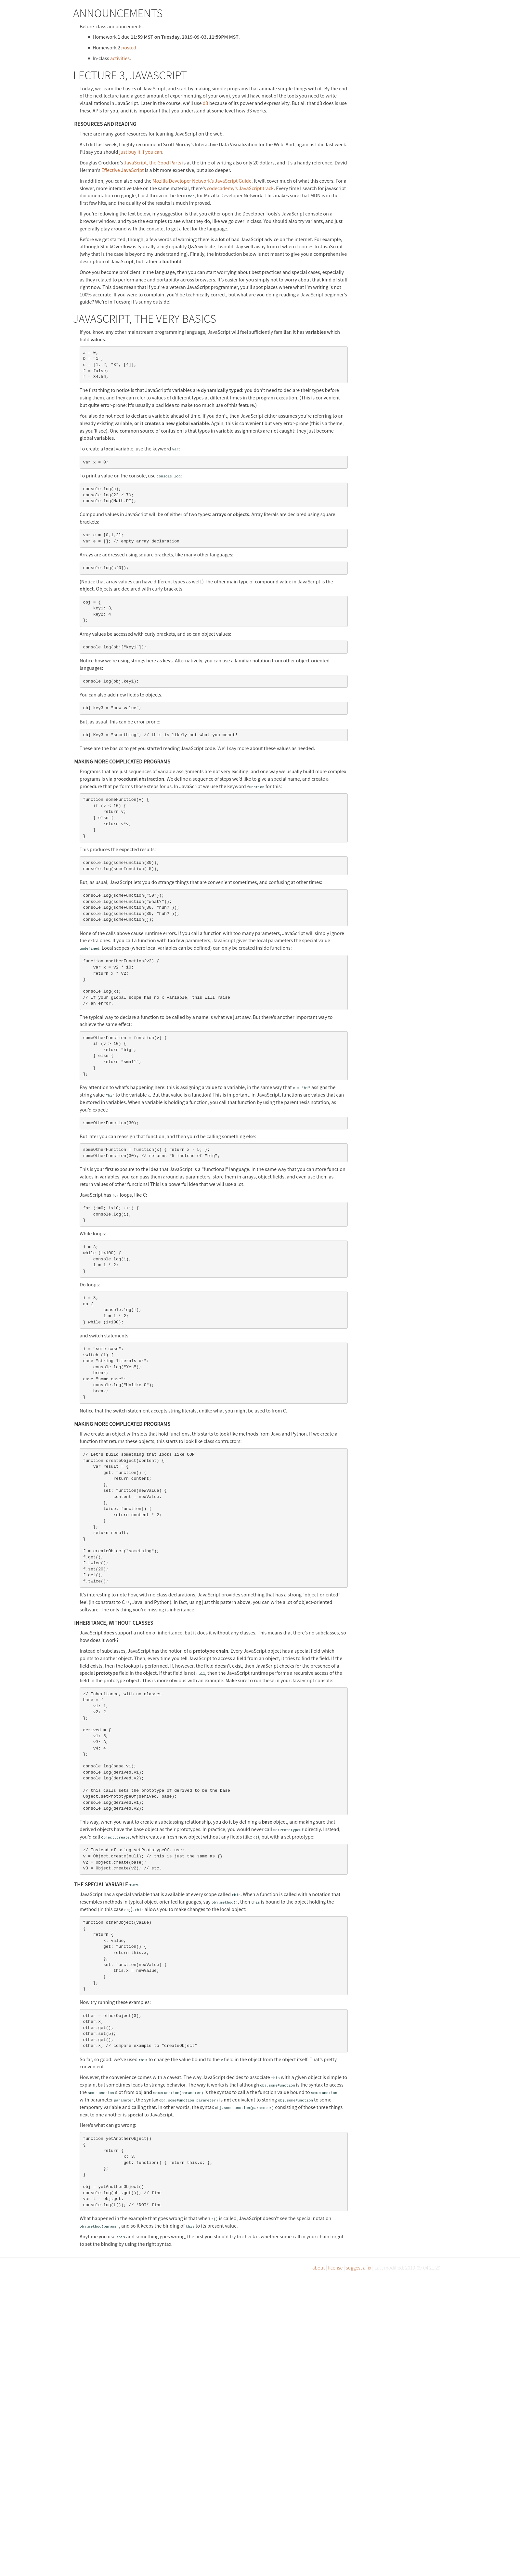 ANNOUNCEMENTS
Before-class announcements:
Homework 1 due 11:59 MST on Tuesday, 2019-09-03, 11:59PM MST.
Homework 2 posted.
In-class activities.
LECTURE 3, JAVASCRIPT
Today, we learn the basics of JavaScript, and start by making simple programs that animate simple things with it. By the end
of the next lecture (and a good amount of experimenting of your own), you will have most of the tools you need to write
visualizations in JavaScript. Later in the course, we'll use d3 because of its power and expressivity. But all that d3 does is use
these APIs for you, and it is important that you understand at some level how d3 works.
RESOURCES AND READING
There are many good resources for learning JavaScript on the web.
As I did last week, I highly recommend Scott Murray's Interactive Data Visualization for the Web. And, again as I did last week,
I'll say you should just buy it if you can.
Douglas Crockford's JavaScript, the Good Parts is at the time of writing also only 20 dollars, and it's a handy reference. David
Herman's Effective JavaScript is a bit more expensive, but also deeper.
In addition, you can also read the Mozilla Developer Network's JavaScript Guide. It will cover much of what this covers. For a
slower, more interactive take on the same material, there's codecademy's JavaScript track. Every time I search for javascript
documentation on google, I just throw in the term MDN, for Mozilla Developer Network. This makes sure that MDN is in the
first few hits, and the quality of the results is much improved.
If you're following the text below, my suggestion is that you either open the Developer Tools's JavaScript console on a
browser window, and type the examples to see what they do, like we go over in class. You should also try variants, and just
generally play around with the console, to get a feel for the language.
Before we get started, though, a few words of warning: there is a lot of bad JavaScript advice on the internet. For example,
although StackOverflow is typically a high quality Q&A website, I would stay well away from it when it comes to JavaScript
(why that is the case is beyond my understanding). Finally, the introduction below is not meant to give you a comprehensive
description of JavaScript, but rather a foothold.
Once you become proficient in the language, then you can start worrying about best practices and special cases, especially
as they related to performance and portability across browsers. It's easier for you simply not to worry about that kind of stuff
right now. This does mean that if you're a veteran JavaScript programmer, you'll spot places where what I'm writing is not
100% accurate. If you were to complain, you'd be technically correct, but what are you doing reading a JavaScript beginner's
guide? We're in Tucson; it's sunny outside!
JAVASCRIPT, THE VERY BASICS
If you know any other mainstream programming language, JavaScript will feel sufficiently familiar. It has variables which
hold values:
a = 0;
b = "2";
c = [1, 2, "3", [4]];
f = false;
f = 34.56;
The first thing to notice is that JavaScript's variables are dynamically typed: you don't need to declare their types before
using them, and they can refer to values of different types at different times in the program execution. (This is convenient
but quite error-prone: it's usually a bad idea to make too much use of this feature.)
You also do not need to declare a variable ahead of time. If you don't, then JavaScript either assumes you're referring to an
already existing variable, or it creates a new global variable. Again, this is convenient but very error-prone (this is a theme,
as you'll see). One common source of confusion is that typos in variable assignments are not caught: they just become
global variables.
To create a local variable, use the keyword var:
var x = 0;
To print a value on the console, use console.log:
console.log(a);
console.log(22 / 7);
console.log(Math.PI);
Compound values in JavaScript will be of either of two types: arrays or objects. Array literals are declared using square
brackets:
var c = [0,1,2];
var e = []; // empty array declaration
Arrays are addressed using square brackets, like many other languages:
console.log(c[0]);
(Notice that array values can have different types as well.) The other main type of compound value in JavaScript is the
object. Objects are declared with curly brackets:
obj = {
key1: 3,
key2: 4
};
Array values be accessed with curly brackets, and so can object values:
console.log(obj["key1"]);
Notice how we're using strings here as keys. Alternatively, you can use a familiar notation from other object-oriented
languages:
console.log(obj.key1);
You can also add new fields to objects.
obj.key3 = "new value";
But, as usual, this can be error-prone:
obj.Key3 = "something"; // this is likely not what you meant!
These are the basics to get you started reading JavaScript code. We'll say more about these values as needed.
MAKING MORE COMPLICATED PROGRAMS
Programs that are just sequences of variable assignments are not very exciting, and one way we usually build more complex
programs is via procedural abstraction. We define a sequence of steps we'd like to give a special name, and create a
procedure that performs those steps for us. In JavaScript we use the keyword function for this:
function someFunction(v) {
if (v < 10) {
return v;
} else {
return v*v;
}
}
This produces the expected results:
console.log(someFunction(30));
console.log(someFunction(-5));
But, as usual, JavaScript lets you do strange things that are convenient sometimes, and confusing at other times:
console.log(someFunction("50"));
console.log(someFunction("what?"));
console.log(someFunction(30, "huh?"));
console.log(someFunction(30, "huh?"));
console.log(someFunction());
None of the calls above cause runtime errors. If you call a function with too many parameters, JavaScript will simply ignore
the extra ones. If you call a function with too few parameters, JavaScript gives the local parameters the special value
undefined. Local scopes (where local variables can be defined) can only be created inside functions:
function anotherFunction(v2) {
var x = v2 * 10;
return x * v2;
}
console.log(x);
// If your global scope has no x variable, this will raise
// an error.
The typical way to declare a function to be called by a name is what we just saw. But there's another important way to
achieve the same effect:
someOtherFunction = function(v) {
if (v > 10) {
return "big";
} else {
return "small";
}
};
Pay attention to what's happening here: this is assigning a value to a variable, in the same way that x = "hi" assigns the
string value "hi" to the variable x. But that value is a function! This is important. In JavaScript, functions are values that can
be stored in variables. When a variable is holding a function, you call that function by using the parenthesis notation, as
you'd expect:
someOtherFunction(30);
But later you can reassign that function, and then you'd be calling something else:
someOtherFunction = function(x) { return x - 5; };
someOtherFunction(30); // returns 25 instead of "big";
This is your first exposure to the idea that JavaScript is a "functional" language. In the same way that you can store function
values in variables, you can pass them around as parameters, store them in arrays, object fields, and even use them as
return values of other functions! This is a powerful idea that we will use a lot.
JavaScript has for loops, like C:
for (i=0; i<10; ++i) {
console.log(i);
}
While loops:
i = 3;
while (i<100) {
console.log(i);
i = i * 2;
}
Do loops:
i = 3;
do {
console.log(i);
i = i * 2;
} while (i<100);
and switch statements:
i = "some case";
switch (i) {
case "string literals ok":
console.log("Yes");
break;
case "some case":
console.log("Unlike C");
break;
}
Notice that the switch statement accepts string literals, unlike what you might be used to from C.
MAKING MORE COMPLICATED PROGRAMS
If we create an object with slots that hold functions, this starts to look like methods from Java and Python. If we create a
function that returns these objects, this starts to look like class contructors:
// Let's build something that looks like OOP
function createObject(content) {
var result = {
get: function() {
return content;
},
set: function(newValue) {
content = newValue;
},
twice: function() {
return content * 2;
}
};
return result;
}
f = createObject("something");
f.get();
f.twice();
f.set(20);
f.get();
f.twice();
It's interesting to note how, with no class declarations, JavaScript provides something that has a strong "object-oriented"
feel (in constrast to C++, Java, and Python). In fact, using just this pattern above, you can write a lot of object-oriented
software. The only thing you're missing is inheritance.
INHERITANCE, WITHOUT CLASSES
JavaScript does support a notion of inheritance, but it does it without any classes. This means that there's no subclasses, so
how does it work?
Instead of subclasses, JavaScript has the notion of a prototype chain. Every JavaScript object has a special field which
points to another object. Then, every time you tell JavaScript to access a field from an object, it tries to find the field. If the
field exists, then the lookup is performed. If, however, the field doesn't exist, then JavaScript checks for the presence of a
special prototype field in the object. If that field is not null, then the JavaScript runtime performs a recursive access of the
field in the prototype object. This is more obvious with an example. Make sure to run these in your JavaScript console:
// Inheritance, with no classes
base = {
v1: 1,
v2: 2
};
derived = {
v1: 5,
v3: 3,
v4: 4
};
console.log(base.v1);
console.log(derived.v1);
console.log(derived.v2);
// this calls sets the prototype of derived to be the base
Object.setPrototypeOf(derived, base);
console.log(derived.v1);
console.log(derived.v2);
This way, when you want to create a subclassing relationship, you do it by defining a base object, and making sure that
derived objects have the base object as their prototypes. In practice, you would never call setPrototypeOf directly. Instead,
you'd call Object.create, which creates a fresh new object without any fields (like {}), but with a set prototype:
// Instead of using setPrototypeOf, use:
v = Object.create(null); // this is just the same as {}
v2 = Object.create(base);
v3 = Object.create(v2); // etc.
THE SPECIAL VARIABLE THIS
JavaScript has a special variable that is available at every scope called this. When a function is called with a notation that
resembles methods in typical object-oriented languages, say obj.method(), then this is bound to the object holding the
method (in this case obj). this allows you to make changes to the local object:
function otherObject(value)
{
return {
x: value,
get: function() {
return this.x;
},
set: function(newValue) {
this.x = newValue;
}
};
}
Now try running these examples:
other = otherObject(3);
other.x;
other.get();
other.set(5);
other.get();
other.x; // compare example to "createObject"
So far, so good: we've used this to change the value bound to the x field in the object from the object itself. That's pretty
convenient.
However, the convenience comes with a caveat. The way JavaScript decides to associate this with a given object is simple to
explain, but sometimes leads to strange behavior. The way it works is that although obj.someFunction is the syntax to access
the someFunction slot from obj and someFunction(parameter) is the syntax to call a the function value bound to someFunction
with parameter parameter, the syntax obj.someFunction(parameter) is not equivalent to storing obj.someFunction to some
temporary variable and calling that. In other words, the syntax obj.someFunction(parameter) consisting of those three things
next to one another is special to JavaScript.
Here's what can go wrong:
function yetAnotherObject()
{
return {
x: 3,
get: function() { return this.x; }
};
}
obj = yetAnotherObject()
console.log(obj.get()); // fine
var t = obj.get;
console.log(t()); // *NOT* fine
What happened in the example that goes wrong is that when t() is called, JavaScript doesn't see the special notation
obj.method(params), and so it keeps the binding of this to its present value.
Anytime you use this and something goes wrong, the first you should try to check is whether some call in your chain forgot
to set the binding by using the right syntax.